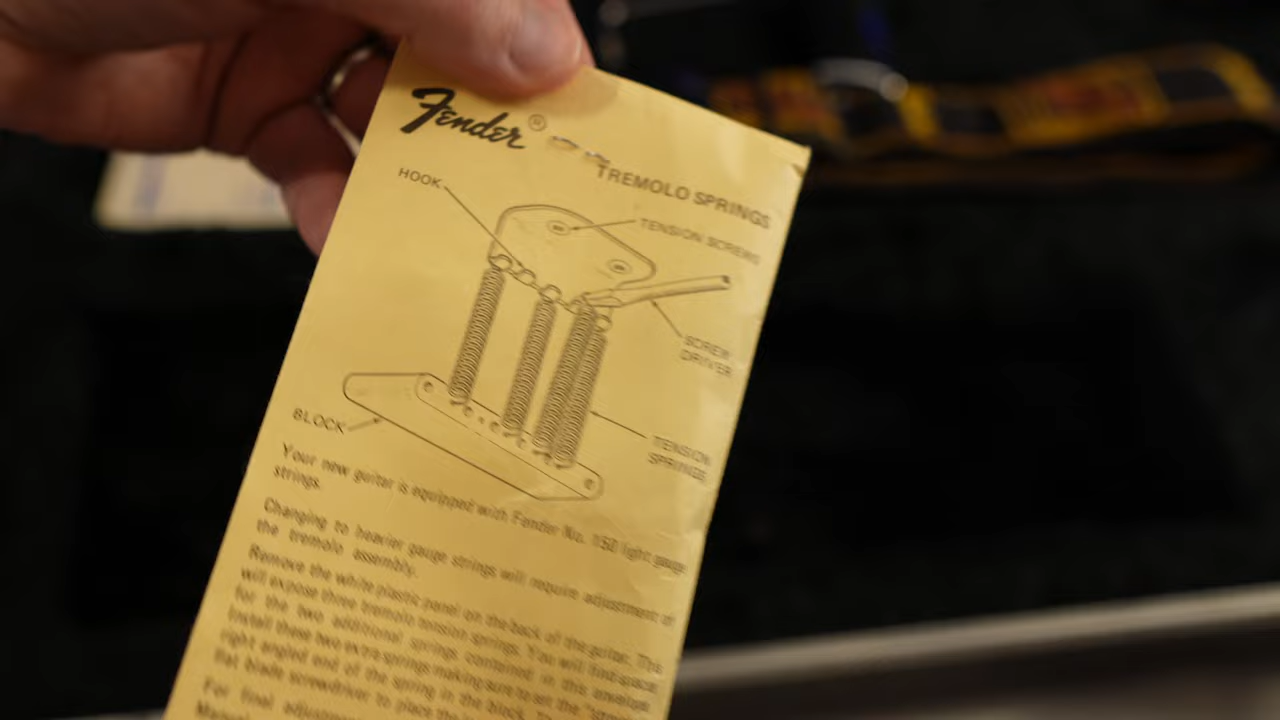 Fender®
TREMOLO SPRINGS
HOOK
TENSION SCREWS
SCREW
DRIVER
BLOCK
TENSION
SPRINGS
Your new guitar is equipped with Fender No. 150 light gauge
strings.
Changing to heavier gauge strings will require adjustment of
the tremolo assembly.
Remove the white plastic panel on the back of the guitar. This
will expose three tremolo tension springs. You will find space
for the two additional springs contained in this envelope.
Install these two extra springs making sure to set the "straight"
right angled end of the spring in the block.
flat blade screwdriver to place the
For final adjustment